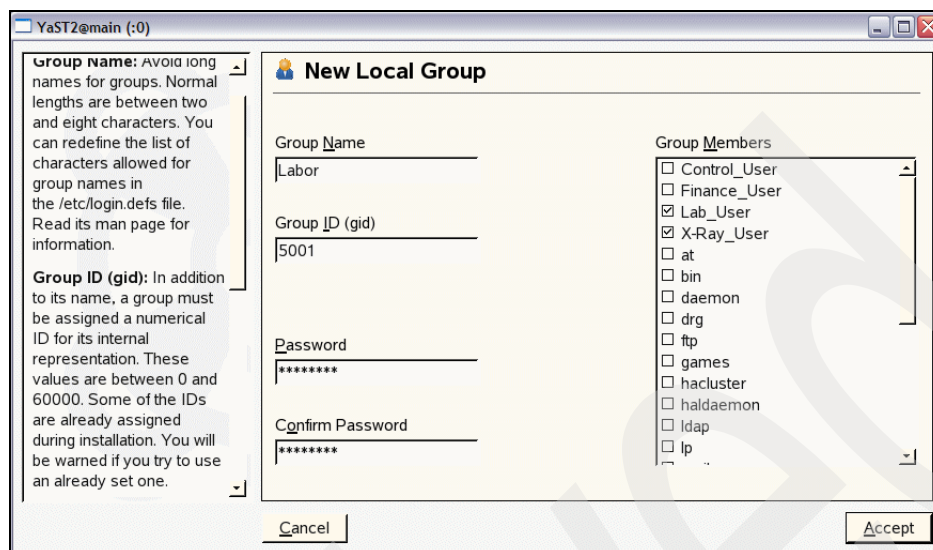 YaST2@main (:0)
Group Name: Avoid long
names for groups. Normal
lengths are between two
and eight characters. You
can redefine the list of
characters allowed for
group names in
the /etc/login.defs file.
Read its man page for
information.
Group ID (gid): In addition
to its name, a group must
be assigned a numerical
ID for its internal
representation. These
values are between 0 and
60000. Some of the IDs
are already assigned
during installation. You will
be warned if you try to use
an already set one.
New Local Group
Group Name
Labor
Group ID (gid)
5001
Password
********
Confirm Password
********
Group Members
Control_User
Finance_User
Lab_User
X-Ray_User
at
bin
daemon
drg
ftp
games
hacluster
haldaemon
ldap
lp
Cancel
Accept